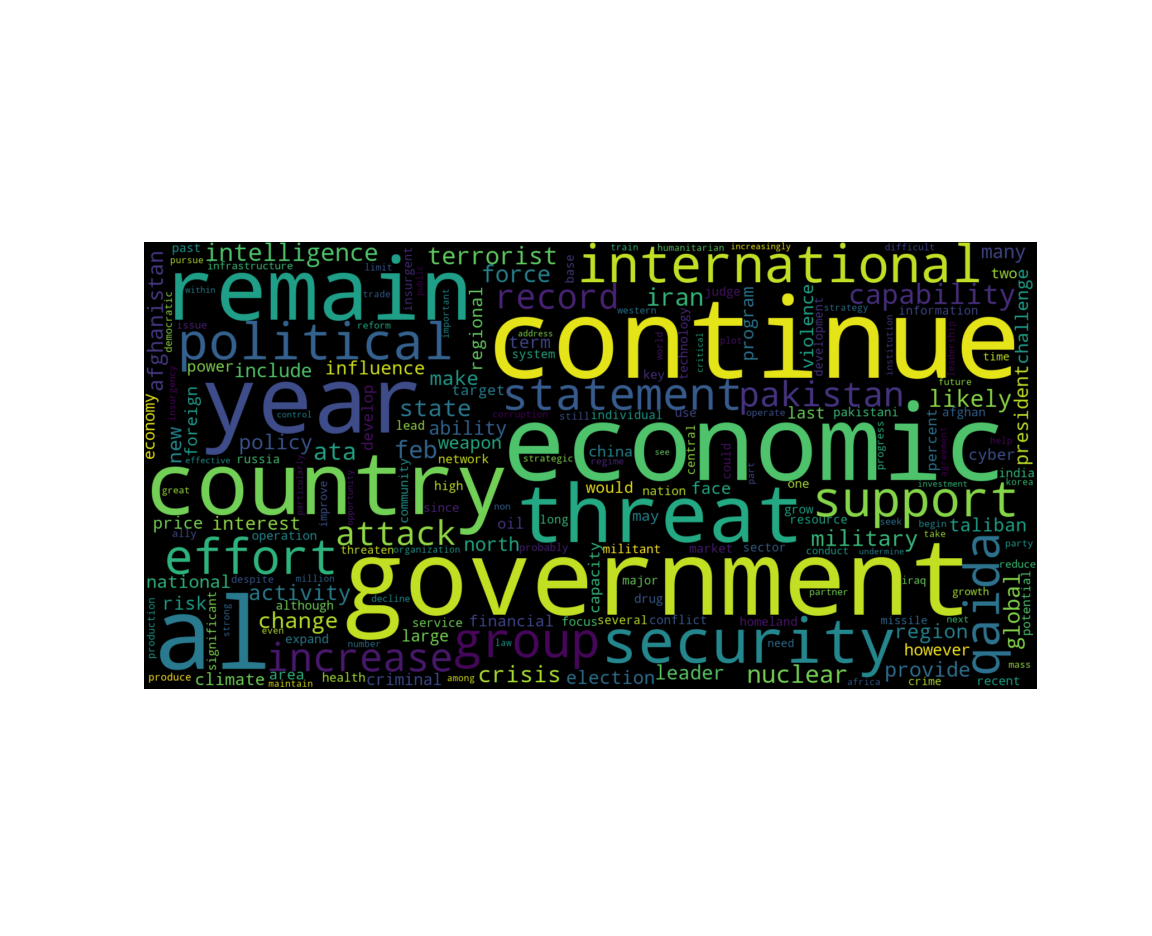 past
intelligence
train
humanitarian
increasingly
difficult
many
pursue
infrastructure
terrorist
international
two
remain
limit
insurgent
force
base
afghanistan
within
trade
record
iran
judge
capability
challenge
democratic
issue
reform
important
regional
western
program
violence
strategy
information
political
address
continue
term
system
technology
world
critical
plot
development
institution
leadership
time
power
include
influence
make
key
future
year
target
statement
pakistan
likely
president
insurgency
develop
state
corruption
still
individual
use
last
pakistani
operate
afghan
economy
new
foreign
control
lead
ability
policy
ata
feb
weapon
economic
central
could
progress
percent
help
agreement
effective
russia
network
strategic
regime
china
see
part
cyber
india
country
particularly
opportunity
improve
community
high
would
nation
face
one
investment
korea
great
since
non
threat
support
price
interest
long
may
grow
resource
seek
begin
taliban
ally
operation
attack
oil
take
party
effort
threaten
organization
north
probably
militant
market
sector
military
conduct
undermine
reduce
national
despite
million
government
capacity
major
iraq
qaida
global
potential
risk
activity
decline
drug
partner
growth
production
significant
strong
al
although
change
service
financial
focus
several
conflict
homeland
missile
next
even
expand
number
large
group
law
security
need
region
however
increase
provide
mass
produce
climate
area
maintain
health
criminal
among
crisis
election
leader
nuclear
africa
crime
recent